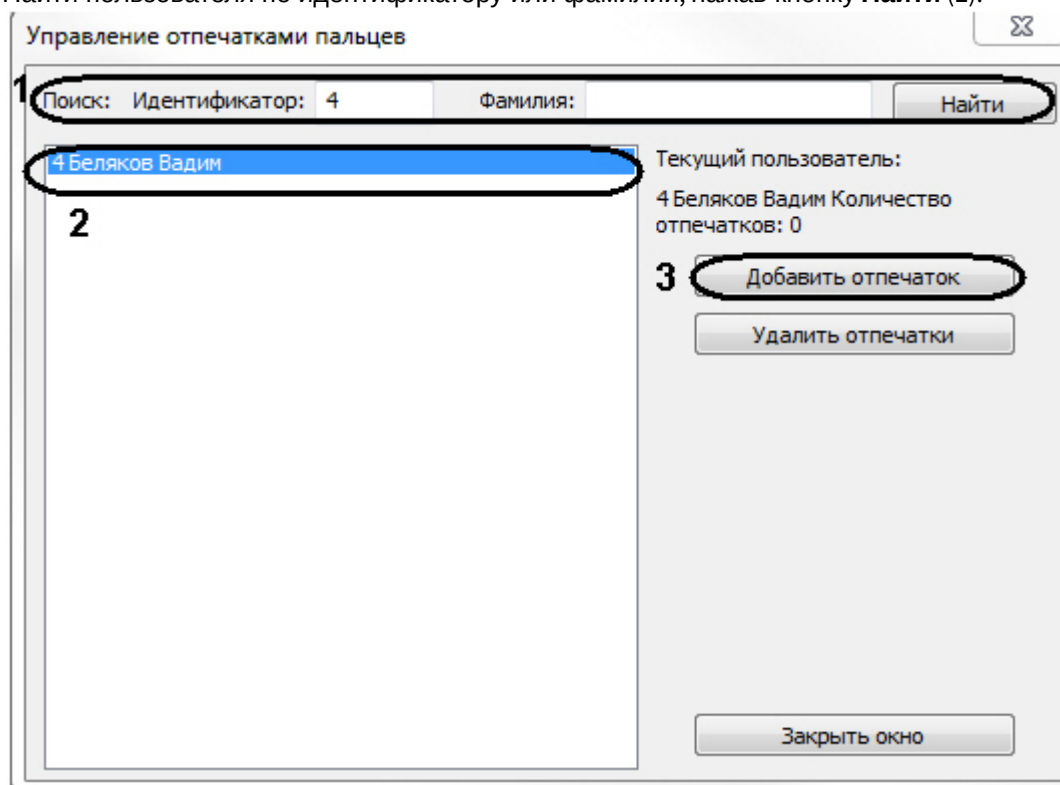 Найти пользователя по идентификатору или фамилии, нажав кнопку Найти (1).
Управление отпечатками пальцев
1
Поиск: Идентификатор: 4 Фамилия: Найти
4 Беляков Вадим
2
Текущий пользователь:
4 Беляков Вадим Количество
отпечатков: 0
3 Добавить отпечаток
Удалить отпечатки
Закрыть окно